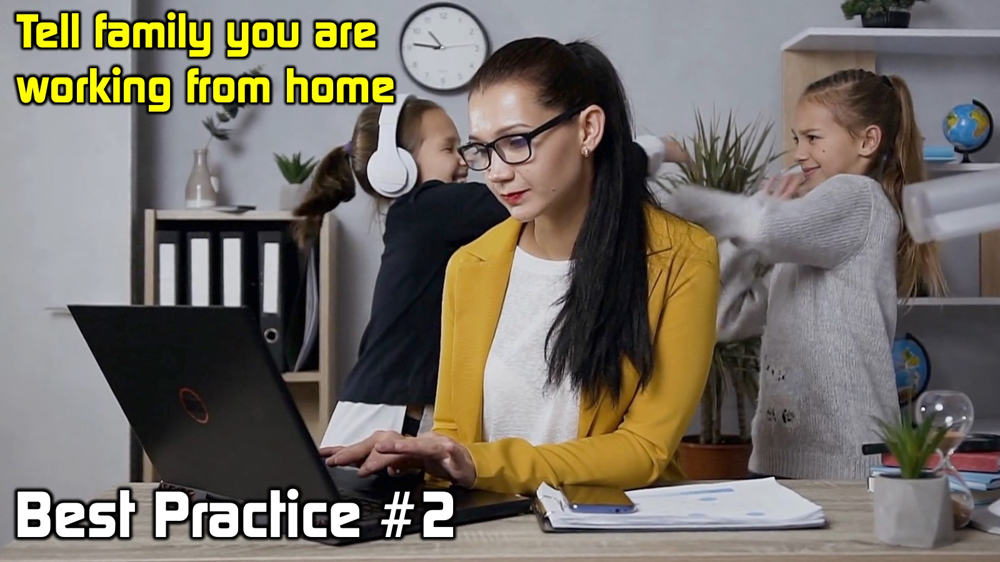 Tell family you are
working from home
Best Practice #2